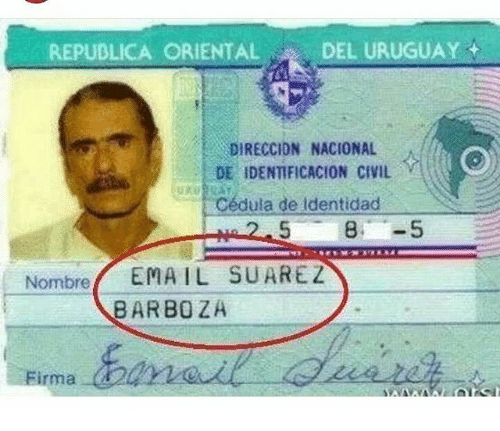 REPUBLICA ORIENTAL DEL URUGUAY
DIRECCION NACIONAL
DE IDENTIFICACION CIVIL
Cédula de Identidad
Nº 2.5 8 -5
Nombre EMAIL SUAREZ
BARBOZA
Firma Email Suárez